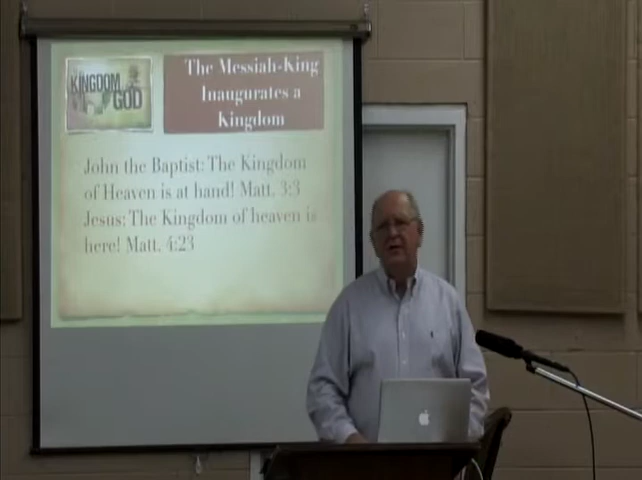 KINGDOM
OF GOD
The Messiah-King
Inaugurates a
Kingdom
John the Baptist: The Kingdom
of Heaven is at hand! Matt. 3:3
Jesus: The Kingdom of heaven is
here! Matt. 4:23